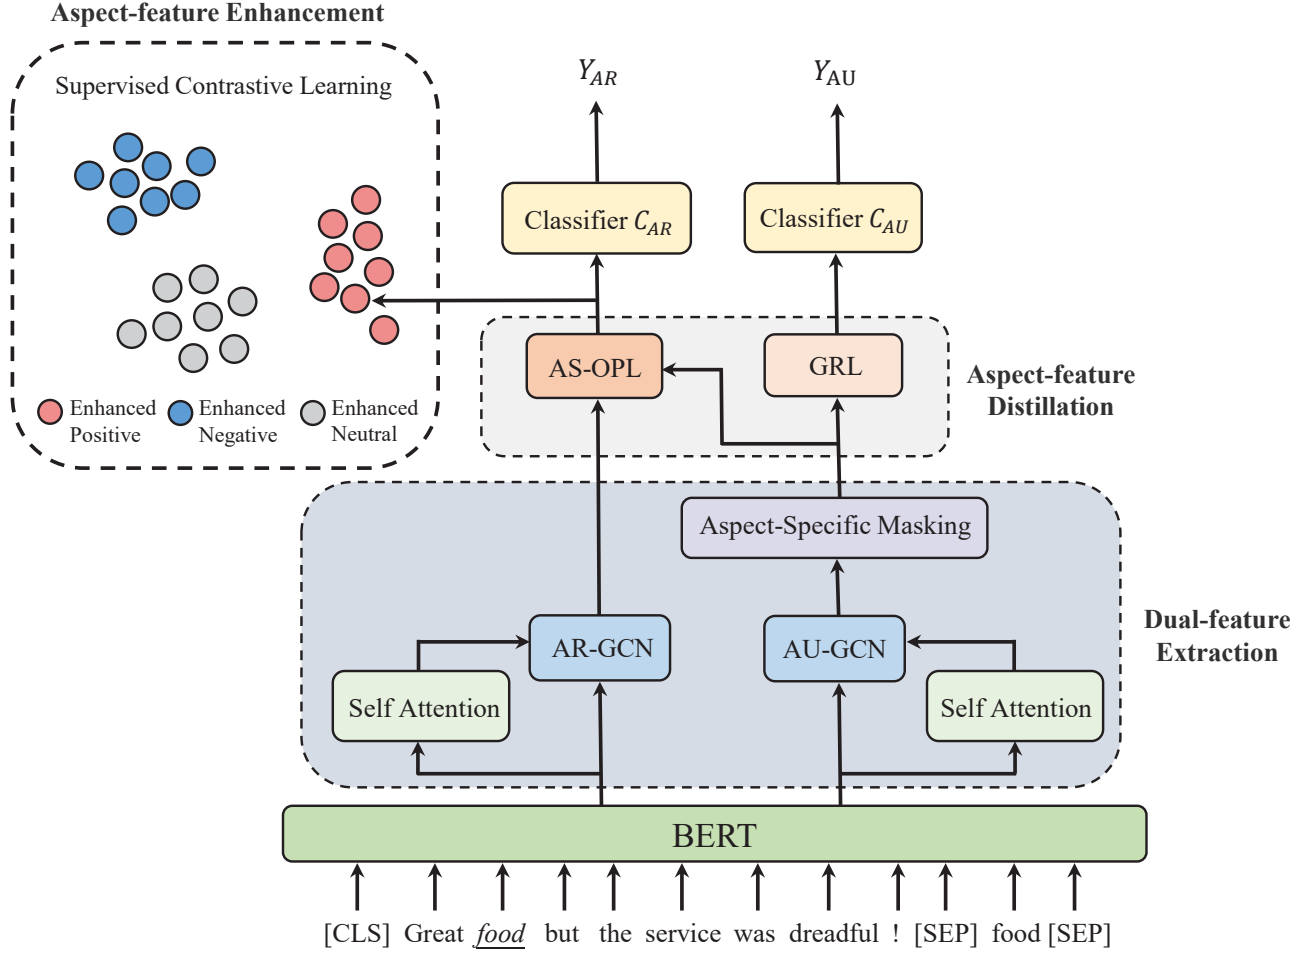 Aspect-feature Enhancement
Supervised Contrastive Learning
Enhanced
Positive
Enhanced
Negative
Enhanced
Neutral
Y_AR
Y_AU
Classifier C_AR
Classifier C_AU
AS-OPL
GRL
Aspect-feature
Distillation
Aspect-Specific Masking
AR-GCN
AU-GCN
Dual-feature
Extraction
Self Attention
Self Attention
BERT
[CLS] Great food but the service was dreadful ! [SEP] food [SEP]